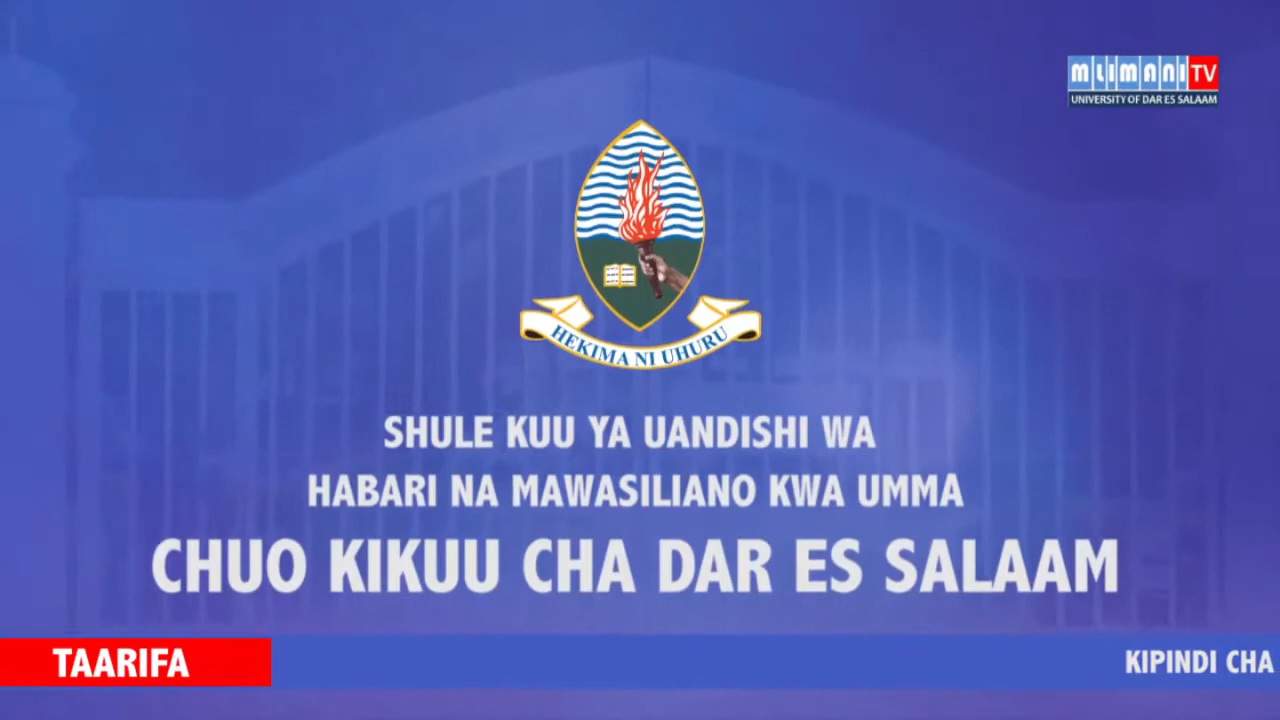 MLIMANI TV
UNIVERSITY OF DAR ES SALAAM
HEKIMA NI UHURU
SHULE KUU YA UANDISHI WA
HABARI NA MAWASILIANO KWA UMMA
CHUO KIKUU CHA DAR ES SALAAM
TAARIFA
KIPINDI CHA